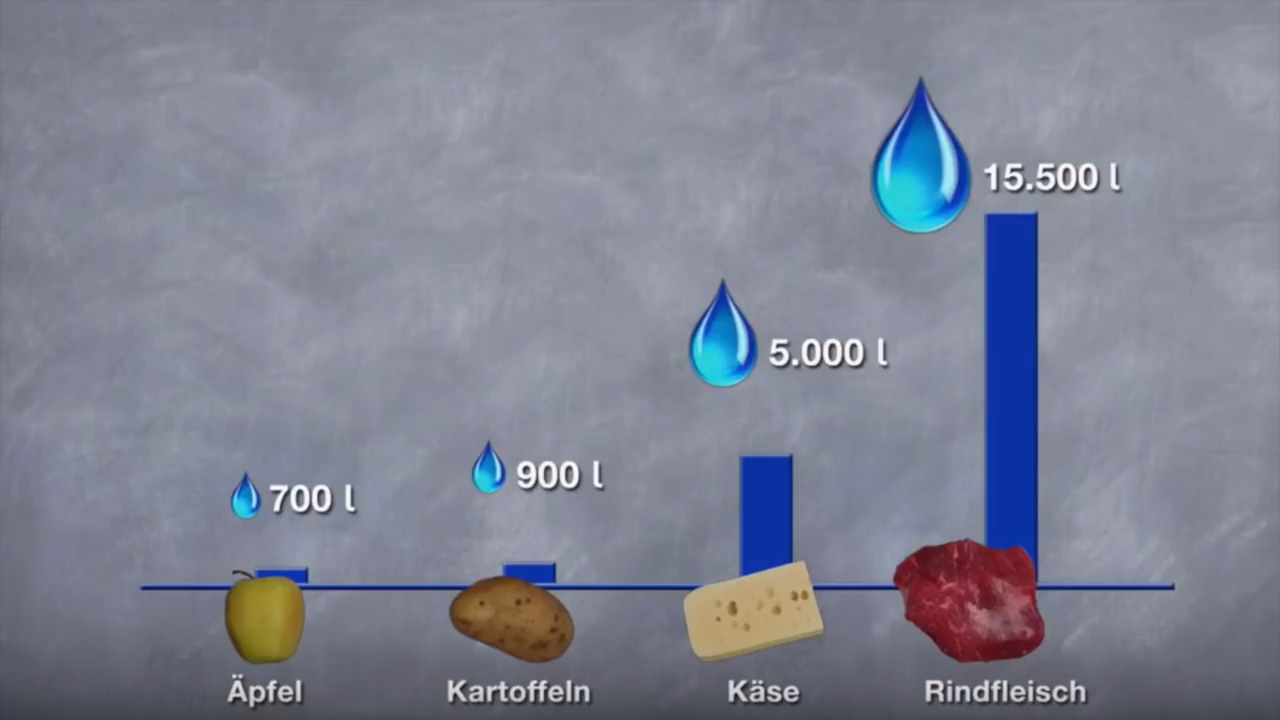 15.500 l
5.000 l
900 l
700 l
Äpfel
Kartoffeln
Käse
Rindfleisch